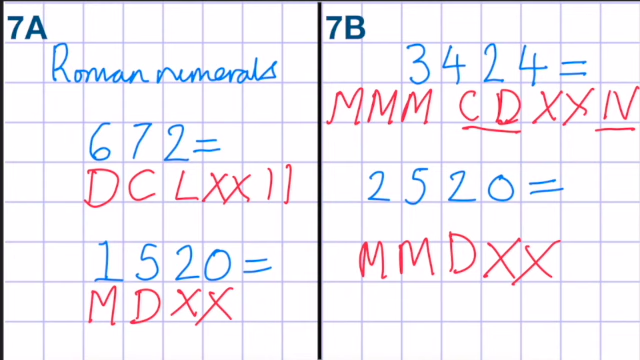 7A
Roman numerals
672=
DCLXXII
1520=
MDXX
7B
3424=
MMMCDXXIV
2520=
MMDXX